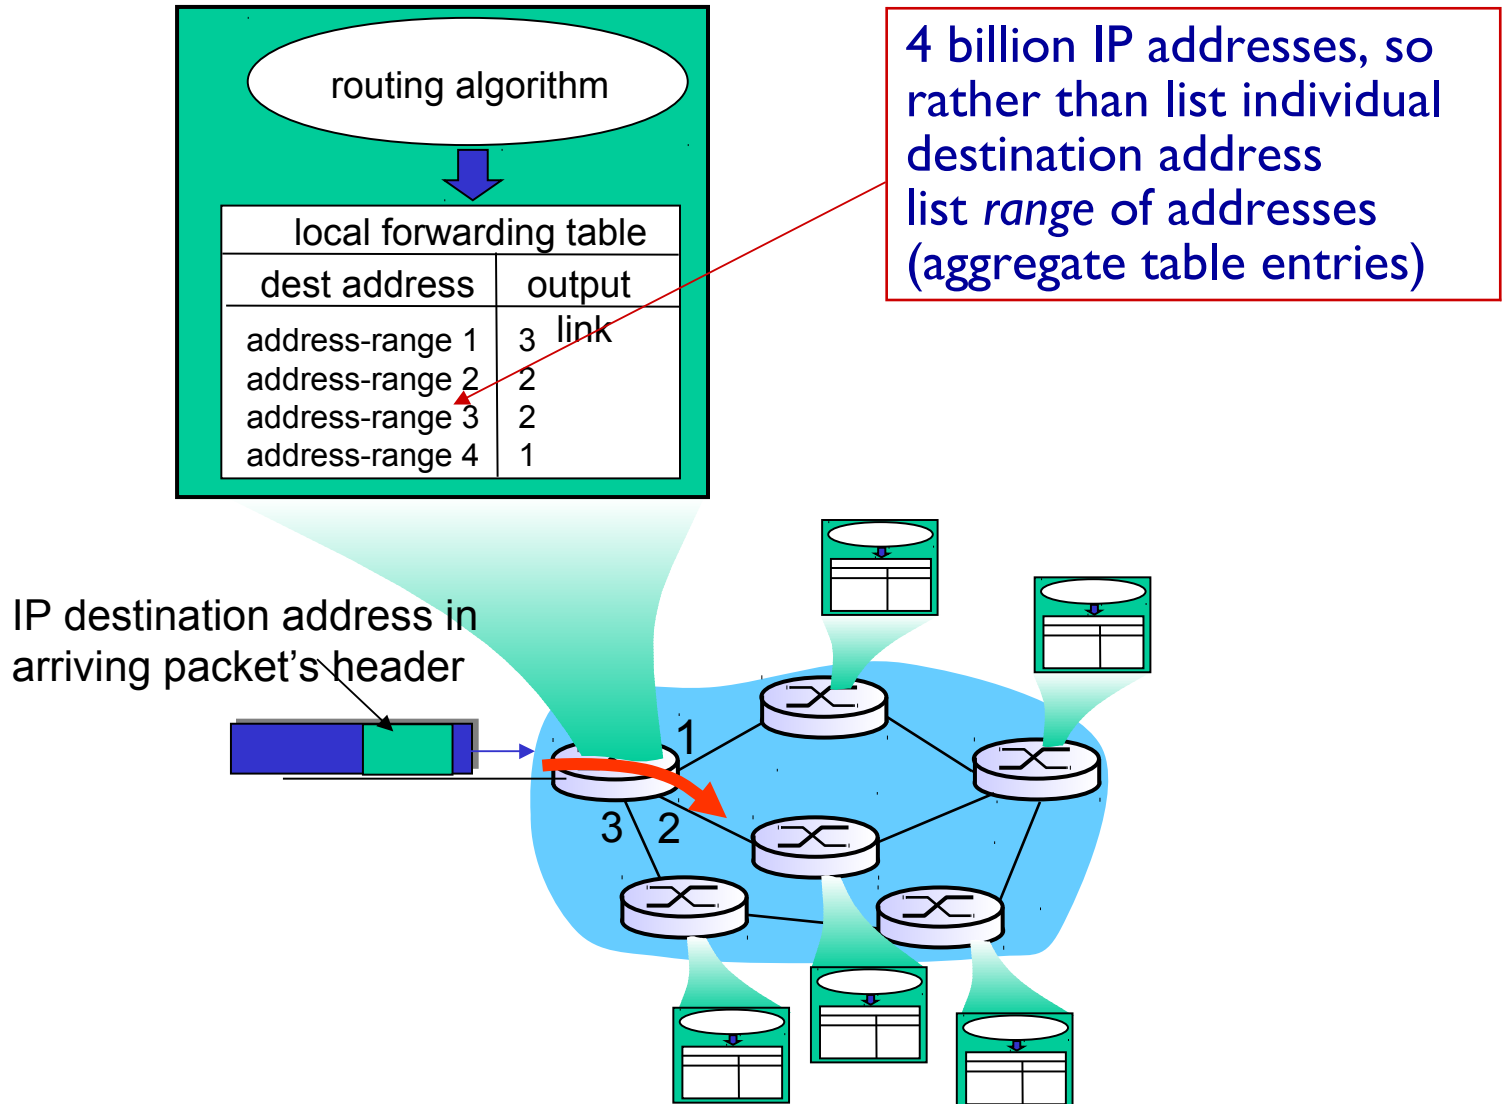 routing algorithm
local forwarding table
dest address output
link
address-range 1 3
address-range 2 2
address-range 3 2
address-range 4 1
4 billion IP addresses, so
rather than list individual
destination address
list range of addresses
(aggregate table entries)
IP destination address in
arriving packet's header
1
3 2